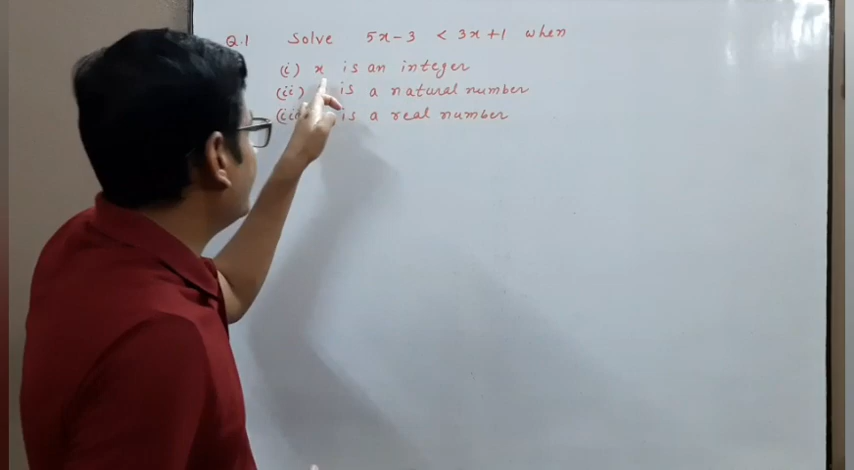 Q.1 Solve 5x-3 < 3x+1 when
(i) x is an integer
(ii) is a natural number
is a real number